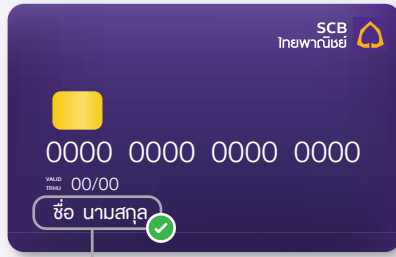 SCB
ไทยพาณิชย์
0000 0000 0000 0000
VALID
THRU 00/00
ชื่อ นามสกุล